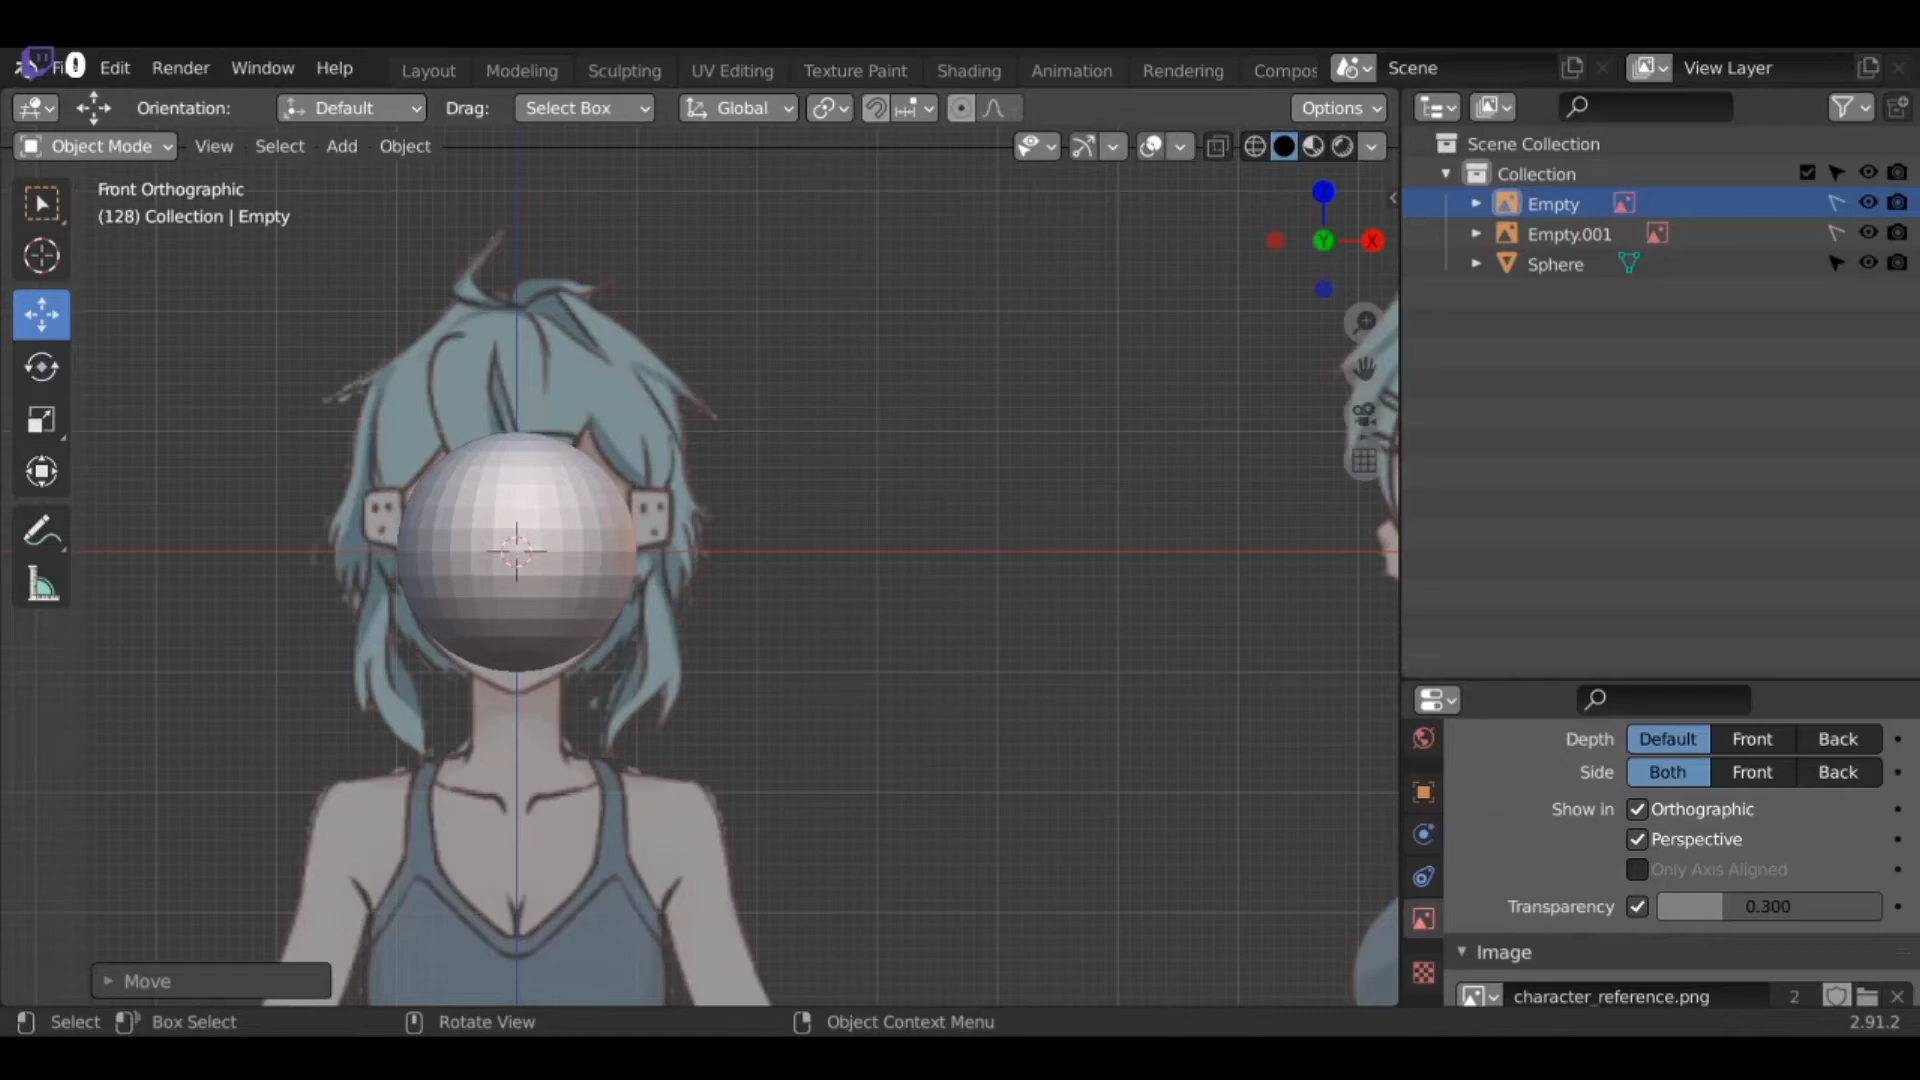 0
Edit Render Window Help Layout Modeling Sculpting UV Editing Texture Paint Shading Animation Rendering Compos Scene View Layer
Orientation: Default Drag: Select Box Global Options
Object Mode View Select Add Object
Front Orthographic
(128) Collection | Empty
Z
Y
X
Scene Collection
Collection
Empty
Empty.001
Sphere
Depth Default Front Back
Side Both Front Back
Show in Orthographic
Perspective
Only Axis Aligned
Transparency 0.300
Image
character_reference.png 2
Move
Select Box Select Rotate View Object Context Menu 2.91.2